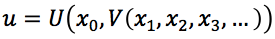 u = U(x₀, V(x₁, x₂, x₃, … ))